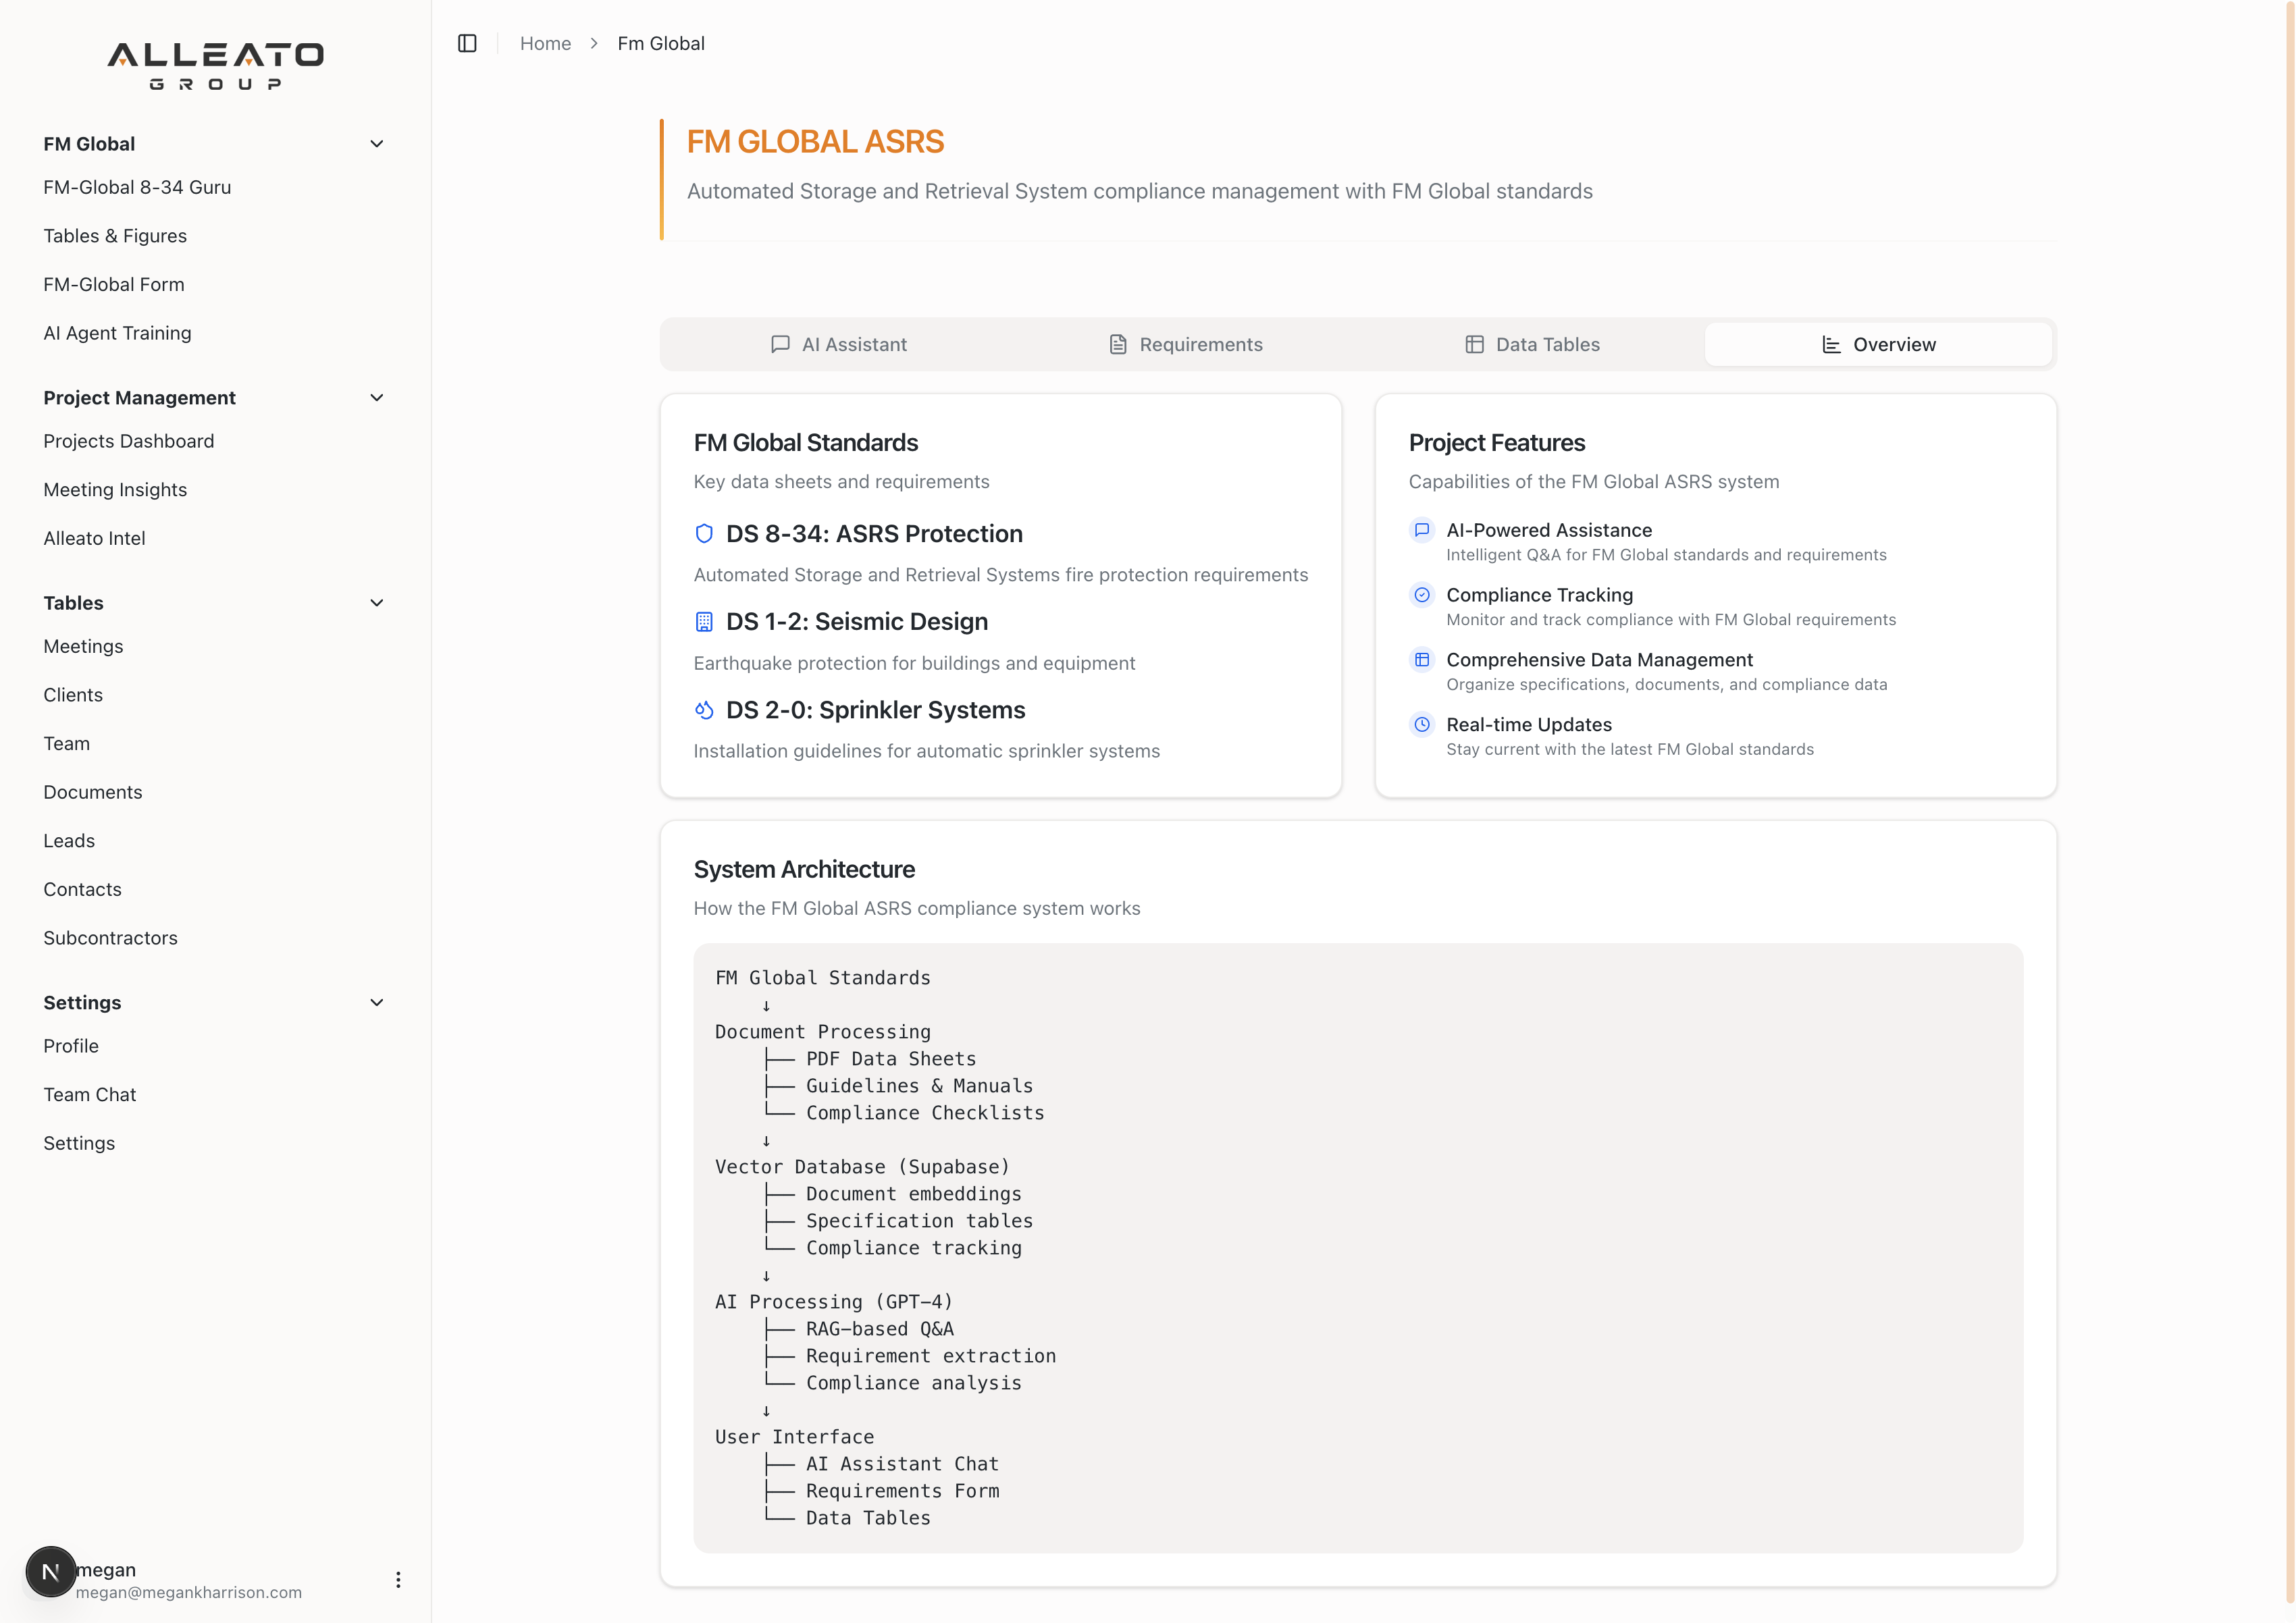 ALLEATO
GROUP
FM Global
FM-Global 8-34 Guru
Tables & Figures
FM-Global Form
AI Agent Training
Project Management
Projects Dashboard
Meeting Insights
Alleato Intel
Tables
Meetings
Clients
Team
Documents
Leads
Contacts
Subcontractors
Settings
Profile
Team Chat
Settings
N
megan
megan@megankharrison.com
Home > Fm Global
FM GLOBAL ASRS
Automated Storage and Retrieval System compliance management with FM Global standards
AI Assistant
Requirements
Data Tables
Overview
FM Global Standards
Key data sheets and requirements
DS 8-34: ASRS Protection
Automated Storage and Retrieval Systems fire protection requirements
DS 1-2: Seismic Design
Earthquake protection for buildings and equipment
DS 2-0: Sprinkler Systems
Installation guidelines for automatic sprinkler systems
Project Features
Capabilities of the FM Global ASRS system
AI-Powered Assistance
Intelligent Q&A for FM Global standards and requirements
Compliance Tracking
Monitor and track compliance with FM Global requirements
Comprehensive Data Management
Organize specifications, documents, and compliance data
Real-time Updates
Stay current with the latest FM Global standards
System Architecture
How the FM Global ASRS compliance system works
FM Global Standards
↓
Document Processing
├── PDF Data Sheets
├── Guidelines & Manuals
└── Compliance Checklists
↓
Vector Database (Supabase)
├── Document embeddings
├── Specification tables
└── Compliance tracking
↓
AI Processing (GPT-4)
├── RAG-based Q&A
├── Requirement extraction
└── Compliance analysis
↓
User Interface
├── AI Assistant Chat
├── Requirements Form
└── Data Tables